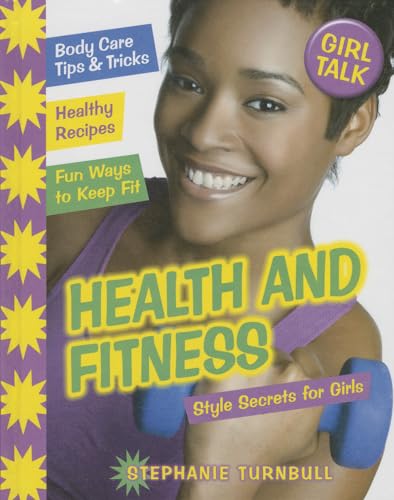 Body Care
Tips & Tricks
GIRL
TALK
Healthy
Recipes
Fun Ways
to Keep Fit
HEALTH AND
FITNESS
Style Secrets for Girls
STEPHANIE TURNBULL